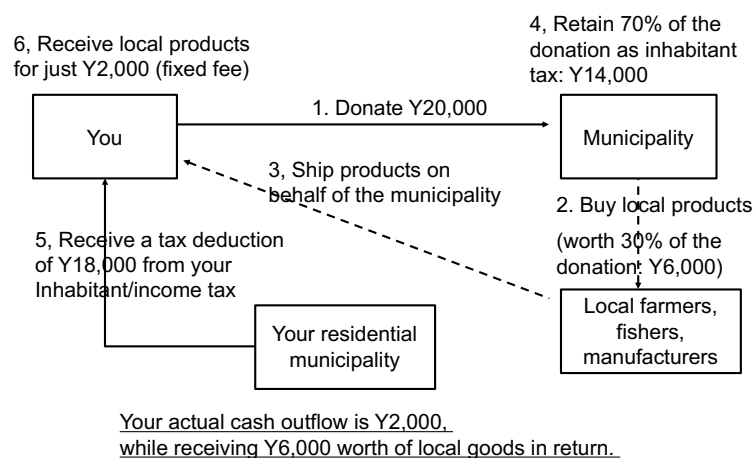 6, Receive local products
for just Y2,000 (fixed fee)
4, Retain 70% of the
donation as inhabitant
tax: Y14,000
1. Donate Y20,000
You
Municipality
3, Ship products on
behalf of the municipality
2. Buy local products
(worth 30% of the
donation: Y6,000)
5, Receive a tax deduction
of Y18,000 from your
Inhabitant/income tax
Your residential
municipality
Local farmers,
fishers,
manufacturers
Your actual cash outflow is Y2,000,
while receiving Y6,000 worth of local goods in return.